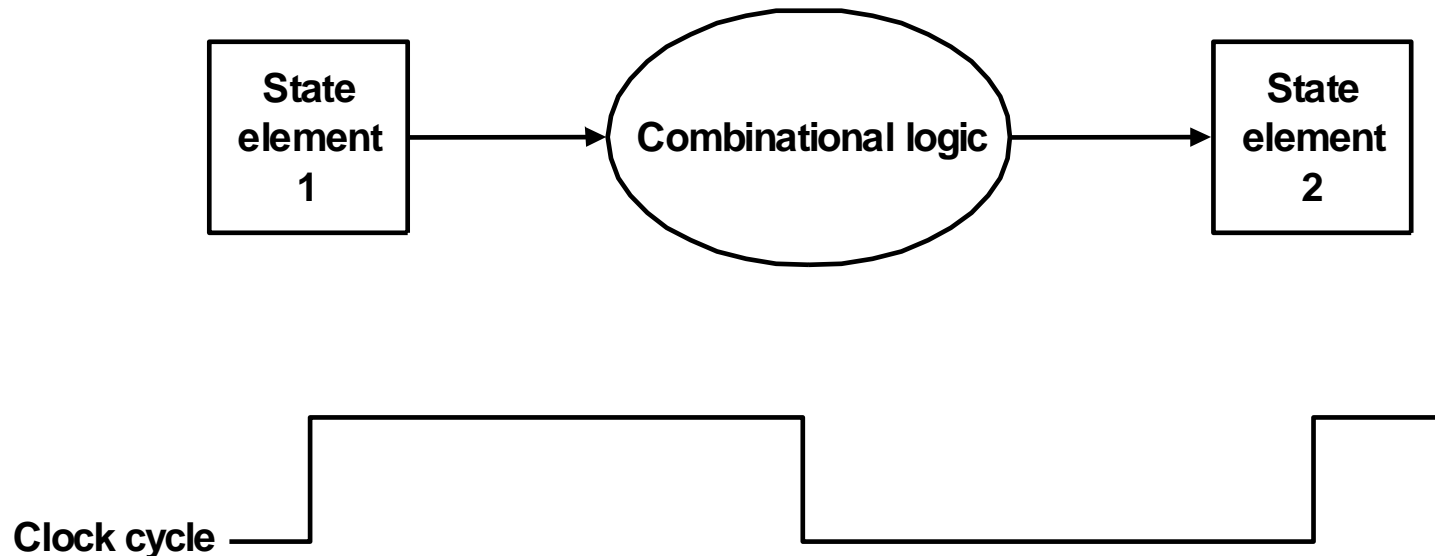 State
element
1
Combinational logic
State
element
2
Clock cycle